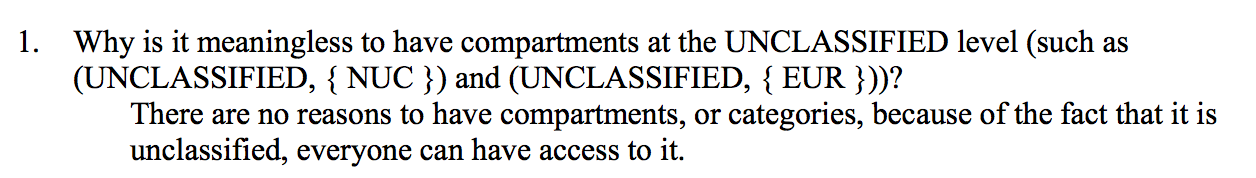 1. Why is it meaningless to have compartments at the UNCLASSIFIED level (such as
(UNCLASSIFIED, { NUC }) and (UNCLASSIFIED, { EUR }))?
There are no reasons to have compartments, or categories, because of the fact that it is
unclassified, everyone can have access to it.